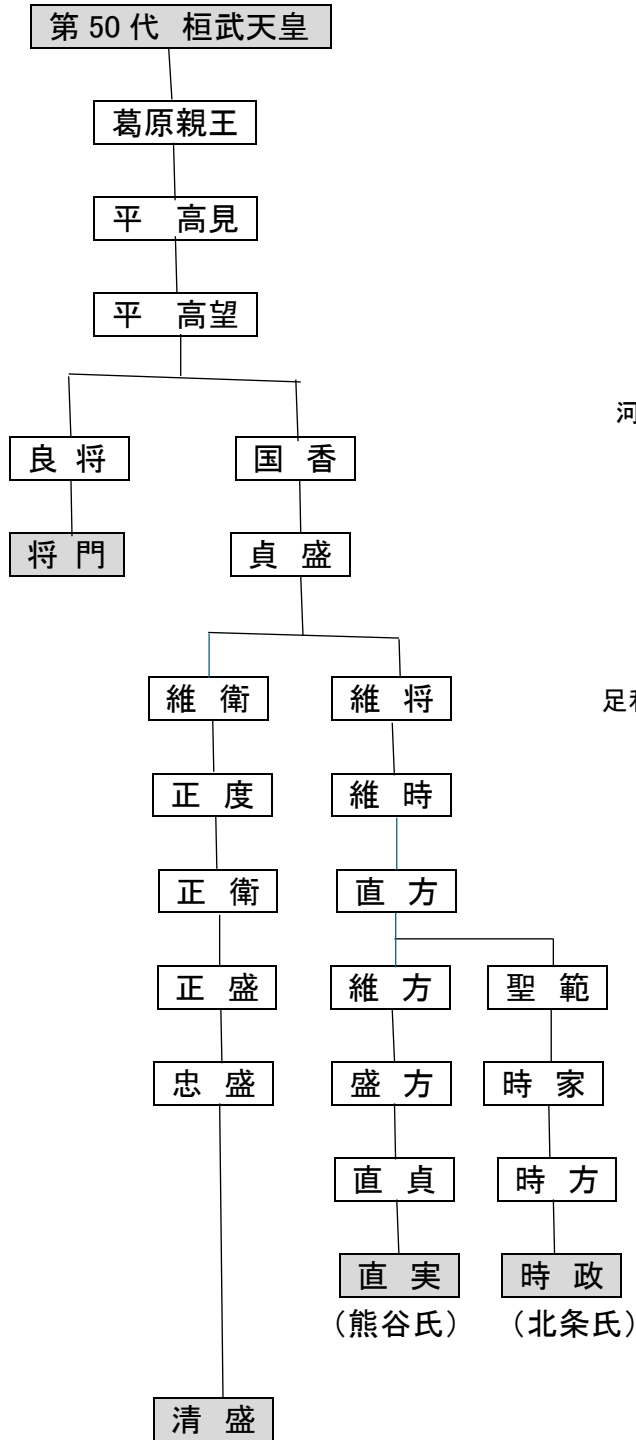 第50代 桓武天皇
葛原親王
平 高見
平 高望
河
良 将 国 香
将 門 貞 盛
維 衛 維 将
足
正 度 維 時
正 衛 直 方
正 盛 維 方 聖 範
忠 盛 盛 方 時 家
直 貞 時 方
直 実 時 政
（熊谷氏） （北条氏）
清 盛